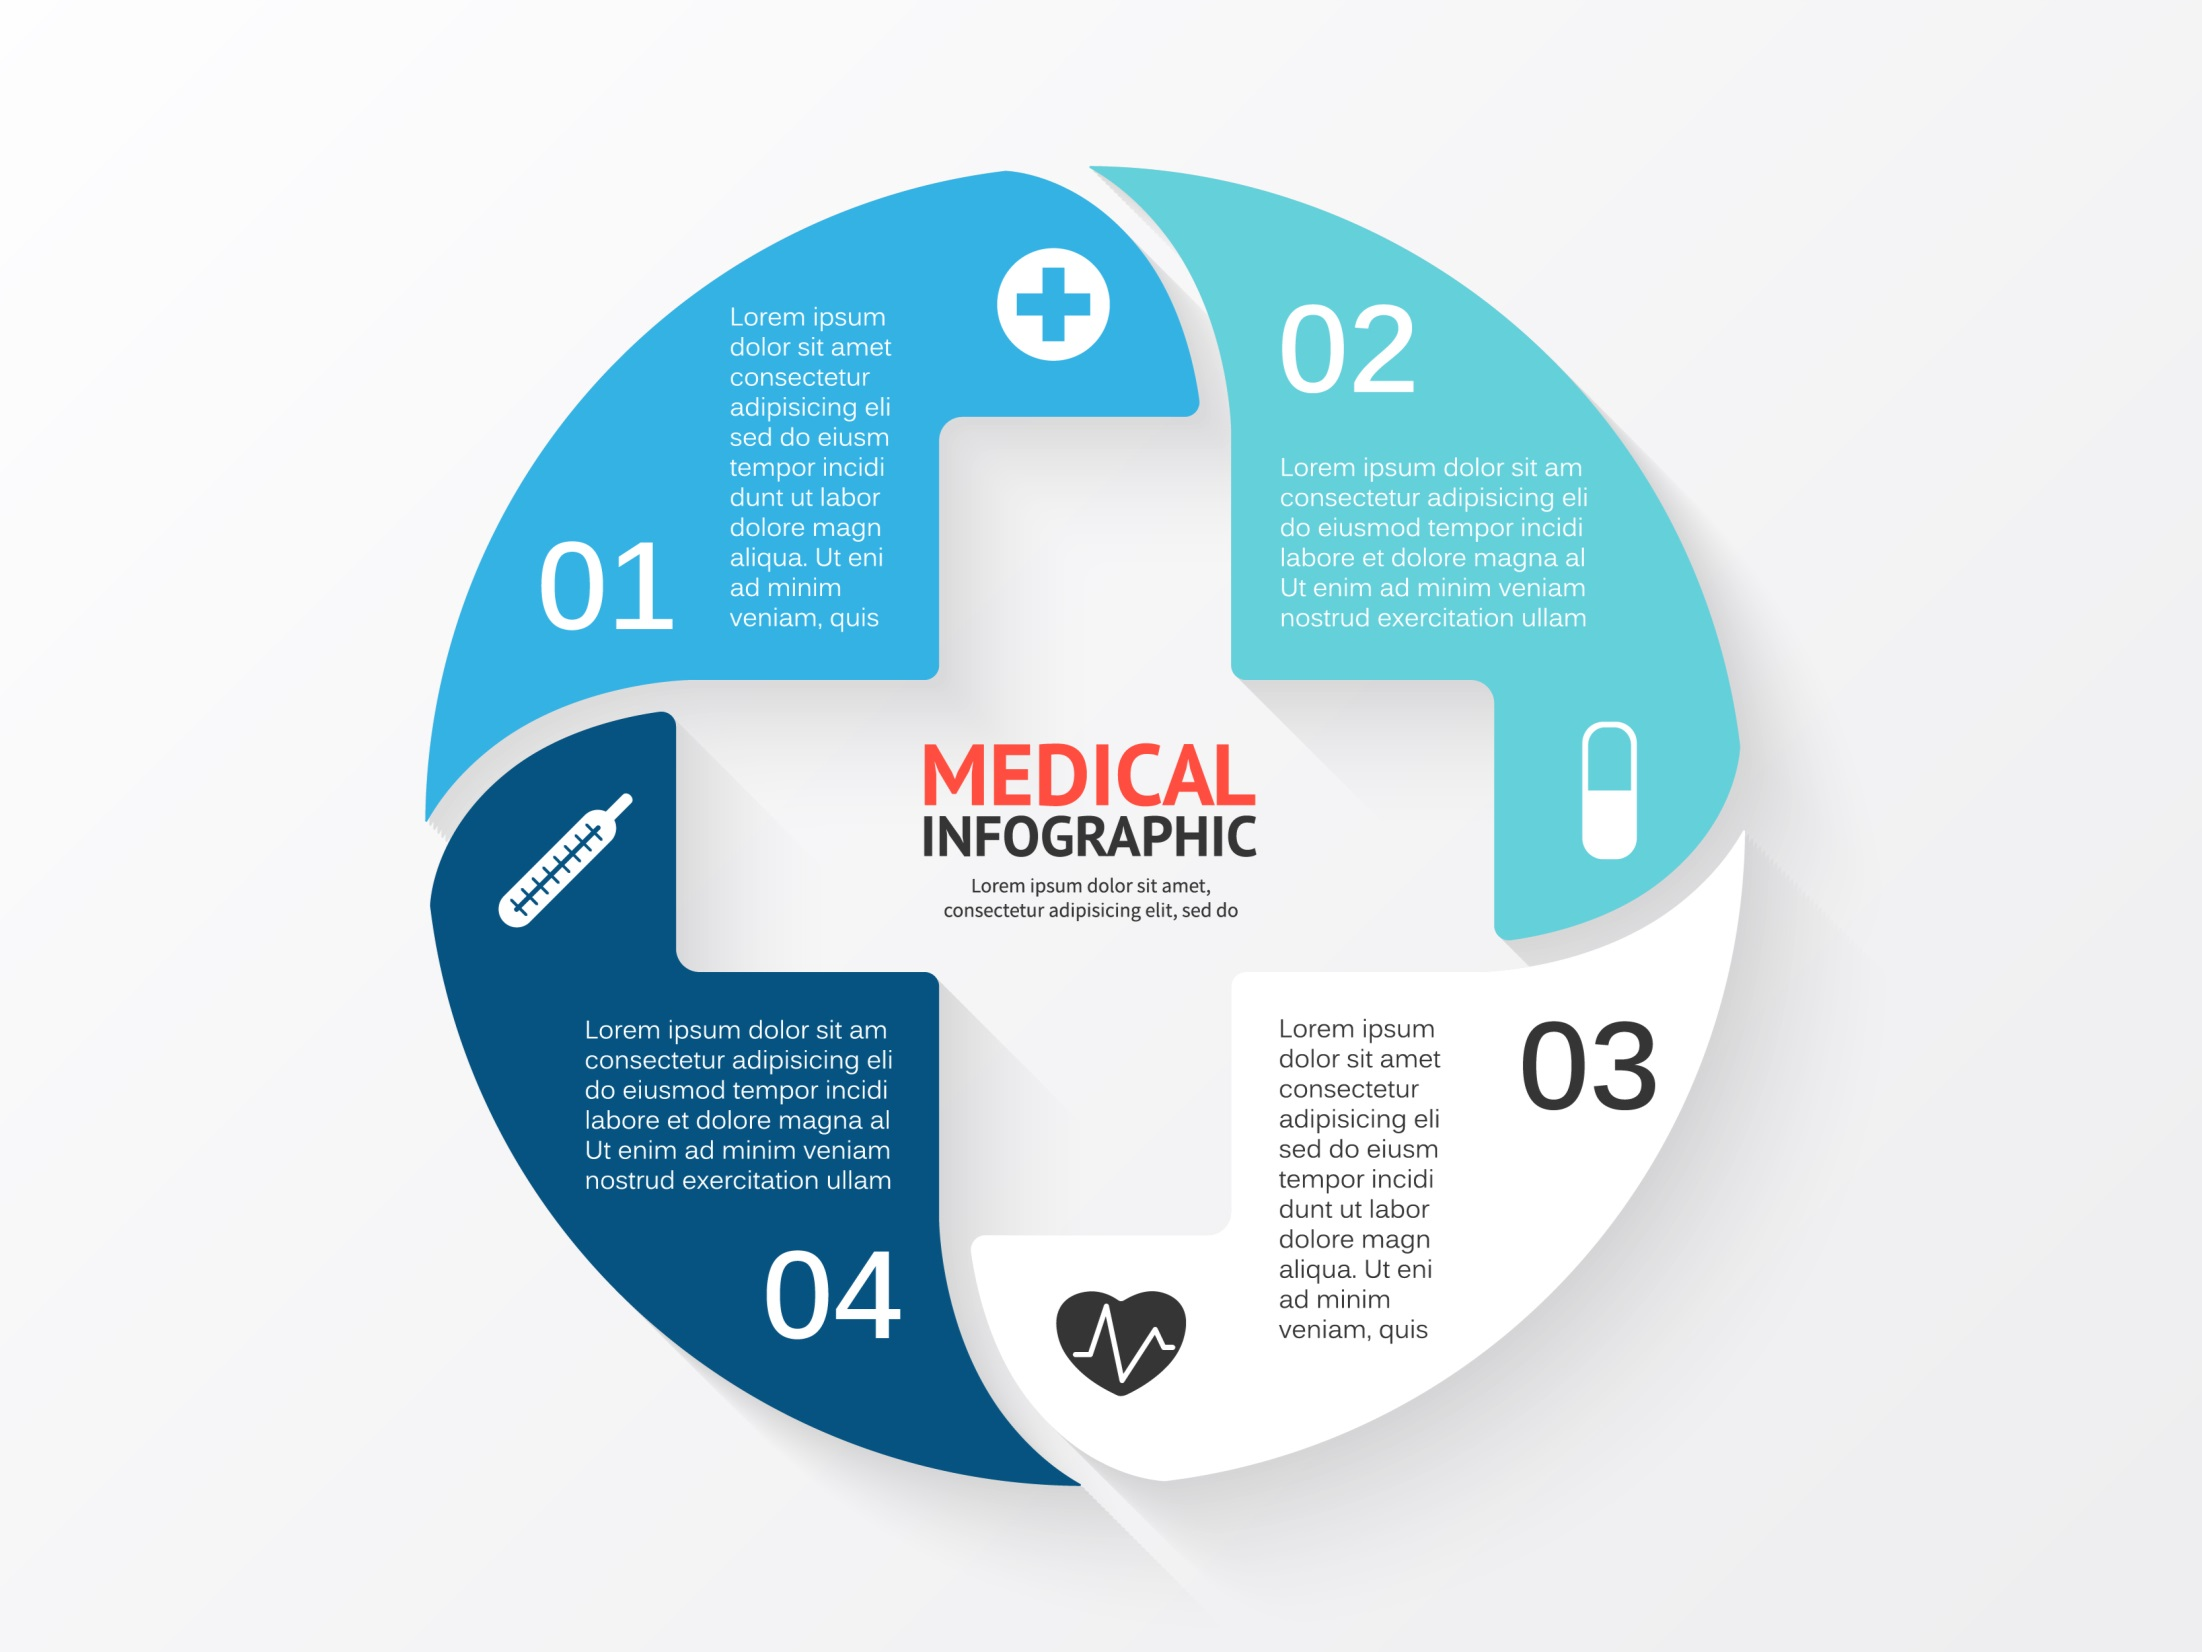 01
Lorem ipsum
dolor sit amet
consectetur
adipisicing eli
sed do eiusm
tempor incidi
dunt ut labor
dolore magn
aliqua. Ut eni
ad minim
veniam, quis
02
Lorem ipsum dolor sit am
consectetur adipisicing eli
do eiusmod tempor incidi
labore et dolore magna al
Ut enim ad minim veniam
nostrud exercitation ullam
MEDICAL
INFOGRAPHIC
Lorem ipsum dolor sit amet,
consectetur adipisicing elit, sed do
03
Lorem ipsum
dolor sit amet
consectetur
adipisicing eli
sed do eiusm
tempor incidi
dunt ut labor
dolore magn
aliqua. Ut eni
ad minim
veniam, quis
Lorem ipsum dolor sit am
consectetur adipisicing eli
do eiusmod tempor incidi
labore et dolore magna al
Ut enim ad minim veniam
nostrud exercitation ullam
04